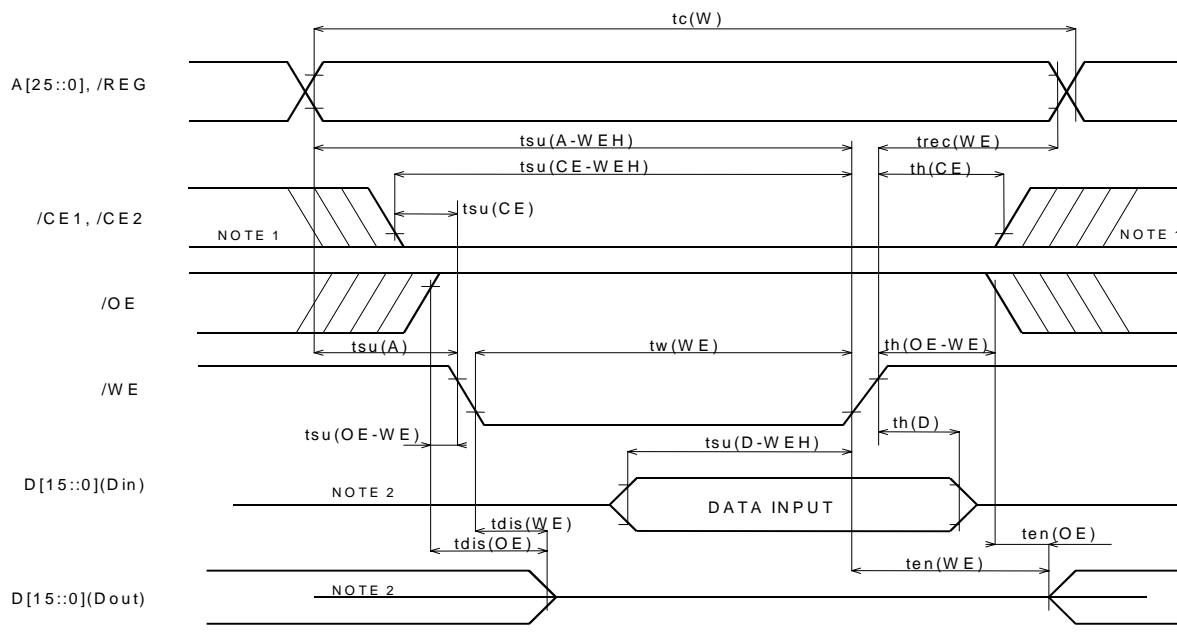 tc(W)
A[25::0], /REG
tsu(A-WEH)
trec(WE)
tsu(CE-WEH)
th(CE)
tsu(CE)
/CE1, /CE2
NOTE 1
NOTE 1
/OE
tsu(A)
tw(WE)
th(OE-WE)
/WE
tsu(OE-WE)
th(D)
tsu(D-WEH)
D[15::0](Din)
NOTE 2
DATA INPUT
tdis(WE)
ten(OE)
tdis(OE)
ten(WE)
D[15::0](Dout)
NOTE 2